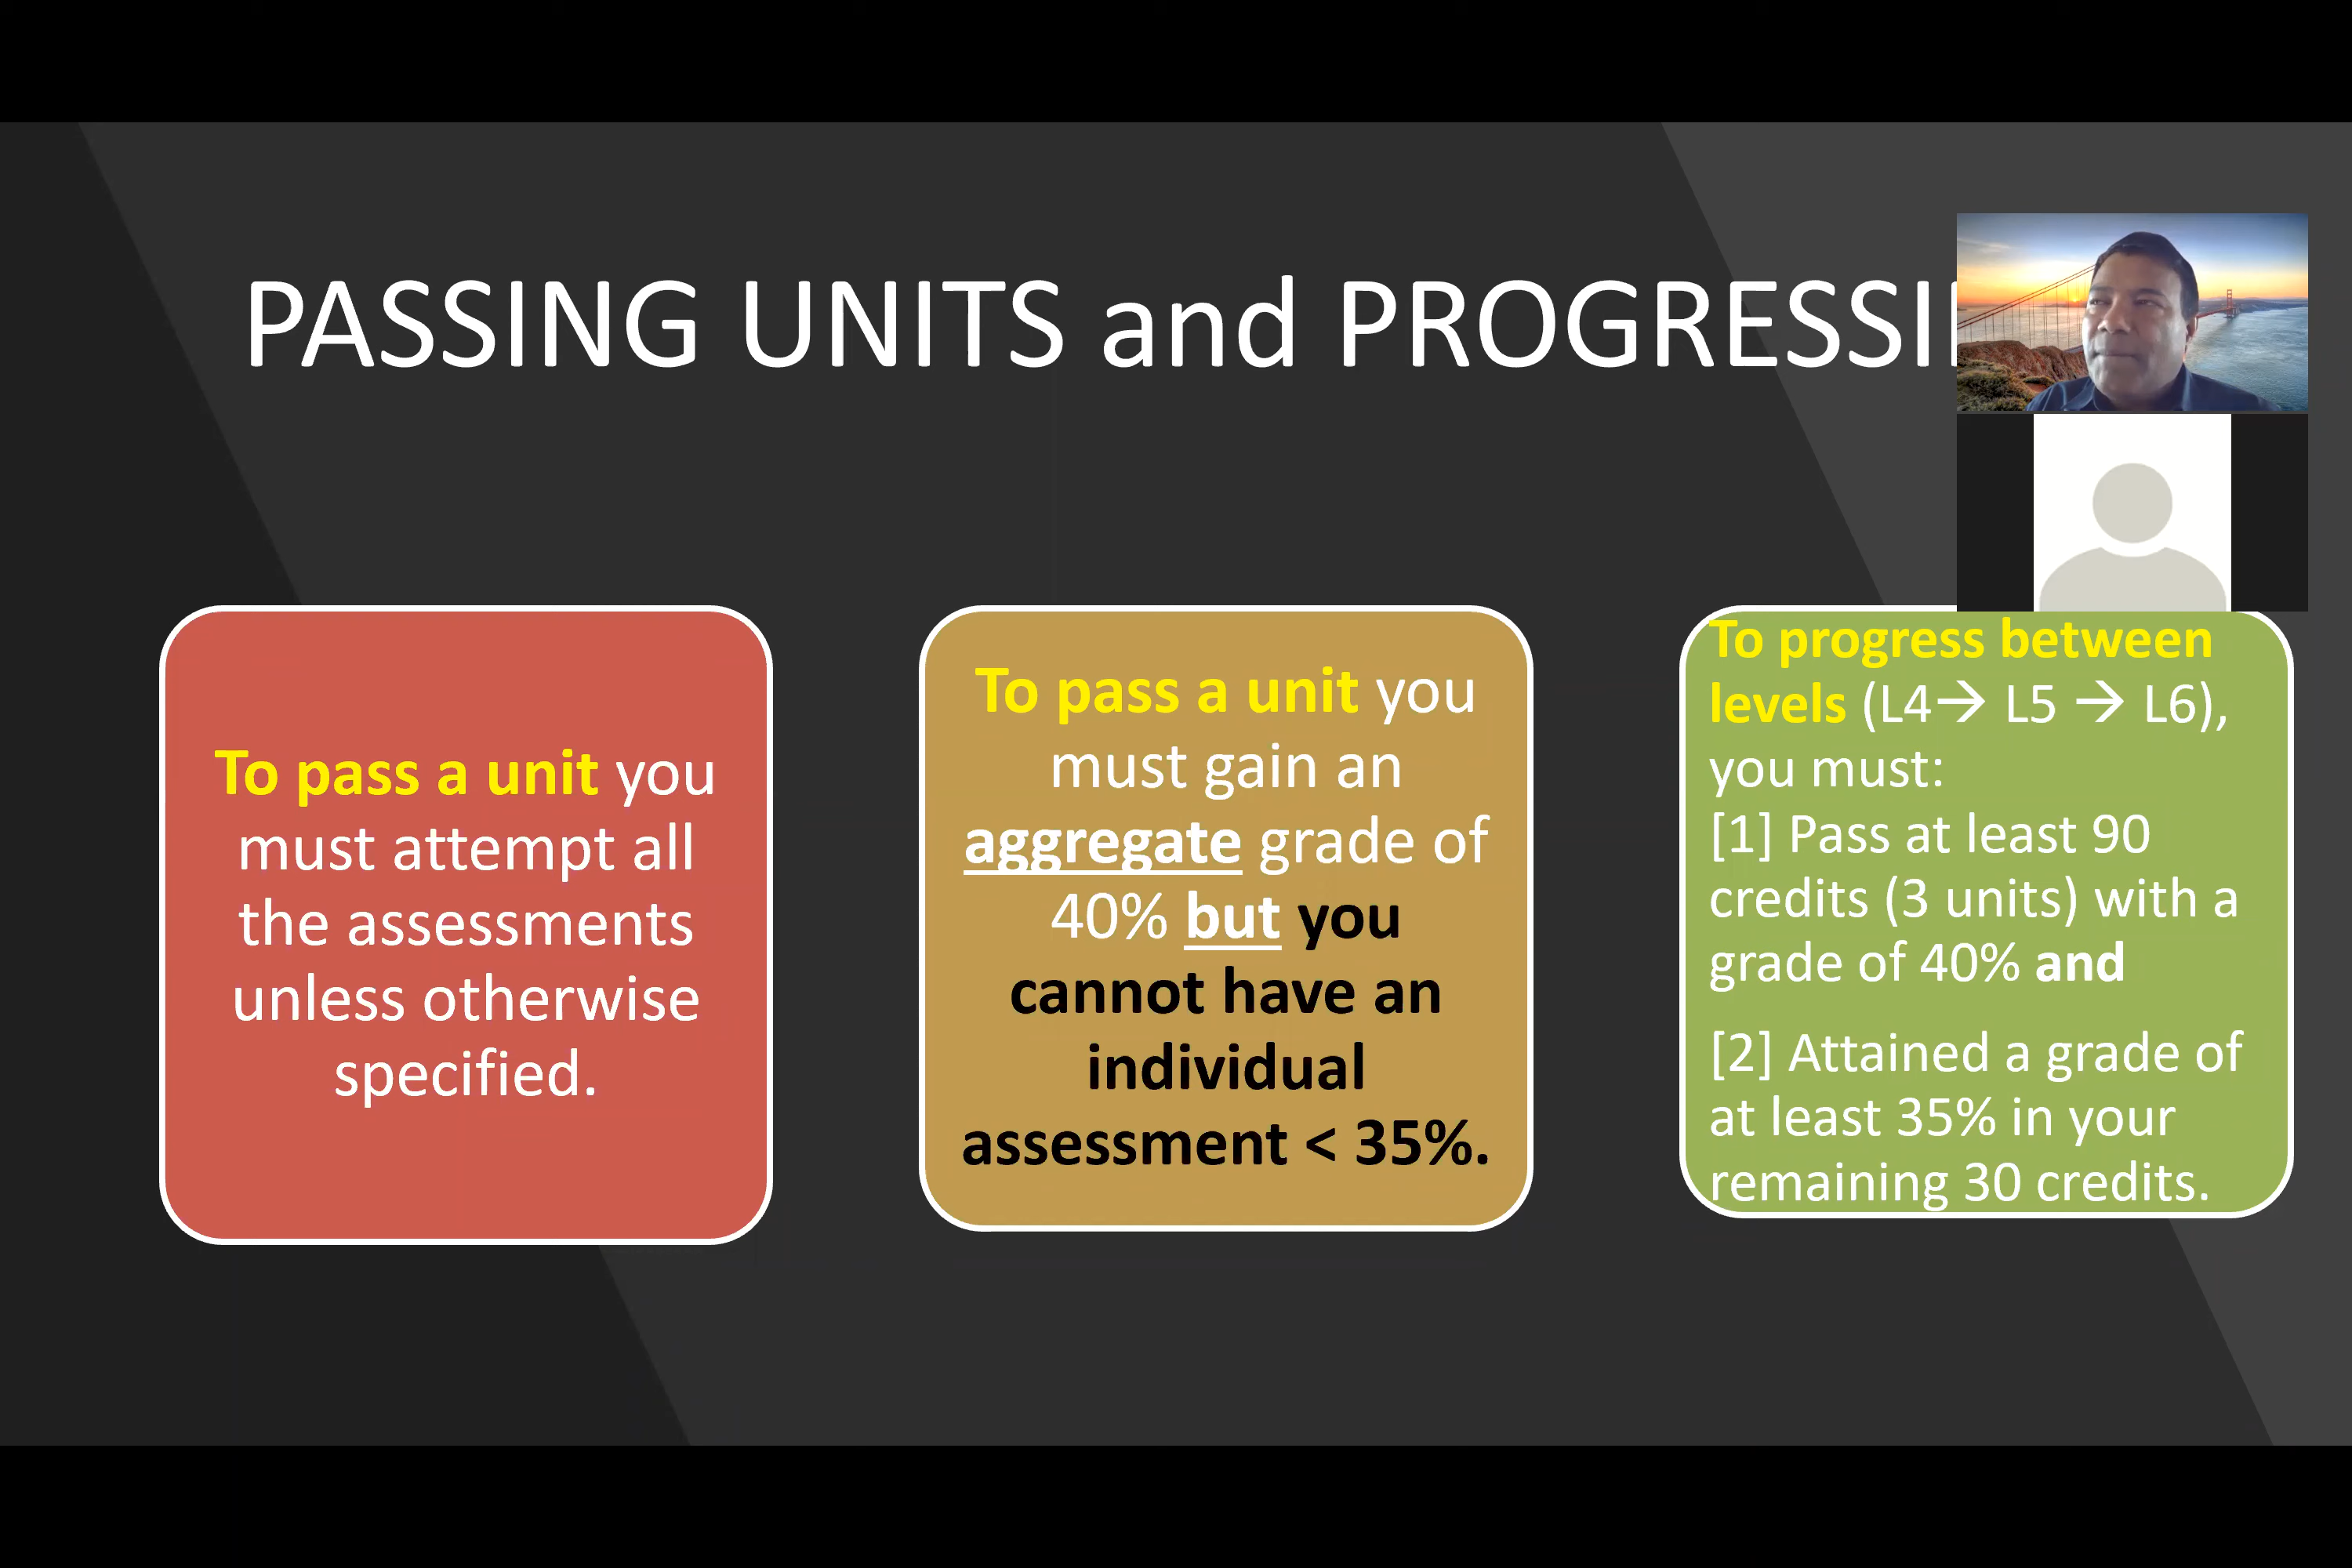 PASSING UNITS and PROGRESSI
To pass a unit you
must attempt all
the assessments
unless otherwise
specified.
To pass a unit you
must gain an
aggregate grade of
40% but you
cannot have an
individual
assessment < 35%.
To progress between
levels (L4→ L5 → L6),
you must:
[1] Pass at least 90
credits (3 units) with a
grade of 40% and
[2] Attained a grade of
at least 35% in your
remaining 30 credits.